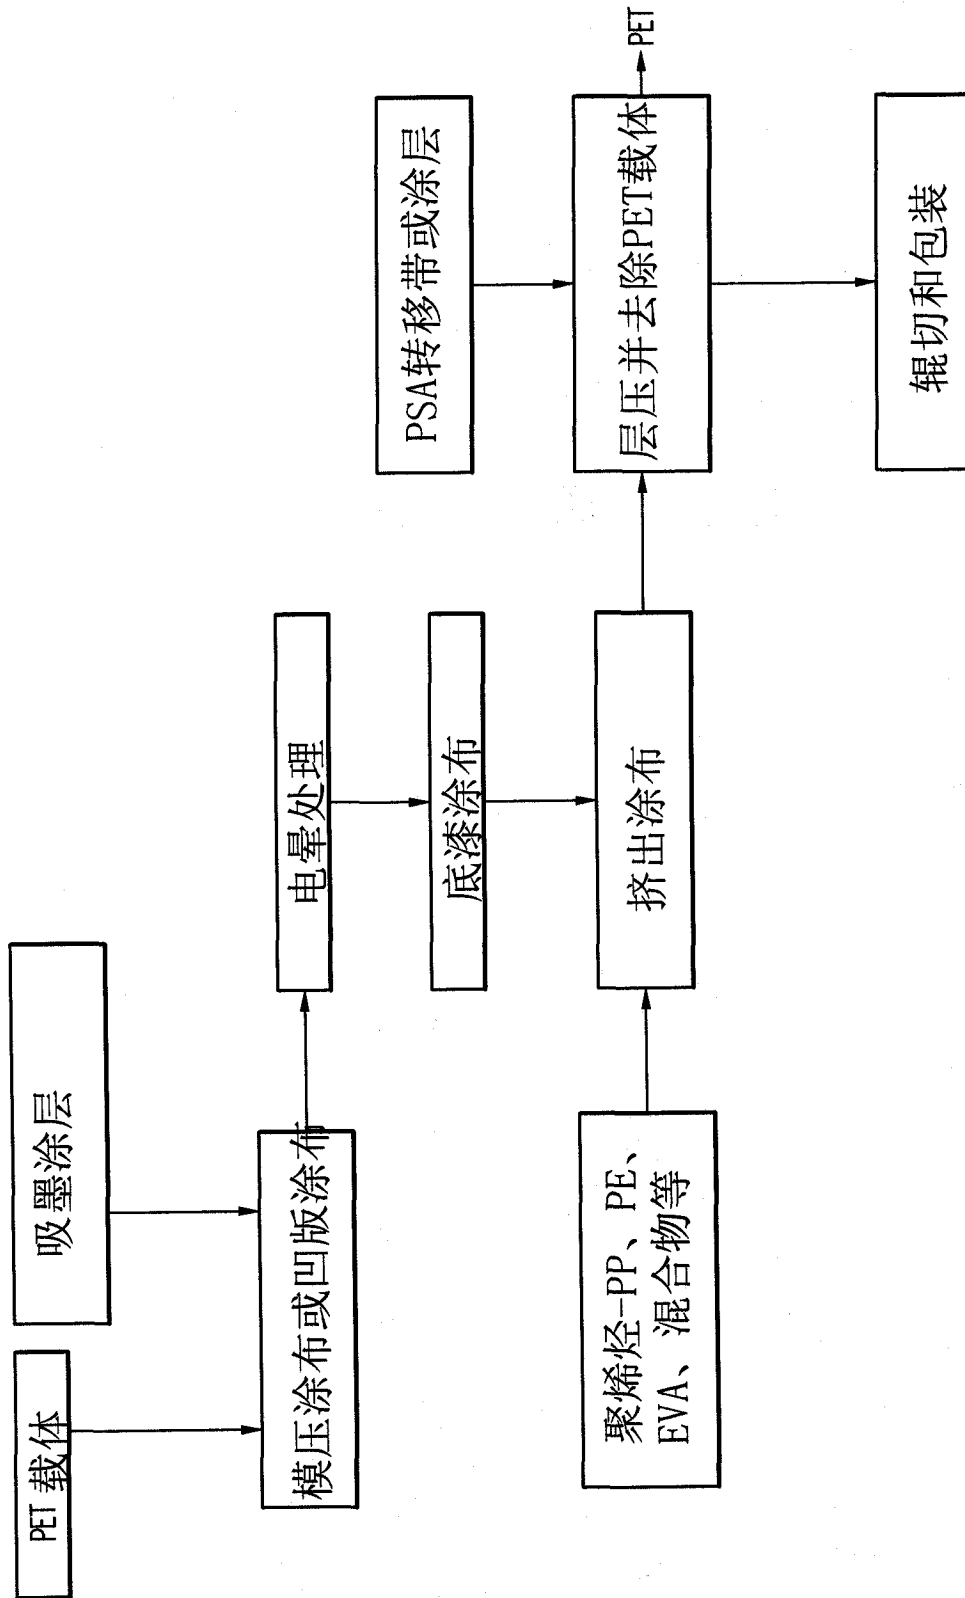 PET 载体
吸墨涂层
模压涂布或凹版涂布
电晕处理
底漆涂布
聚烯烃-PP、PE、
EVA、混合物等
挤出涂布
PSA转移带或涂层
层压并去除PET载体
PET
辊切和包装